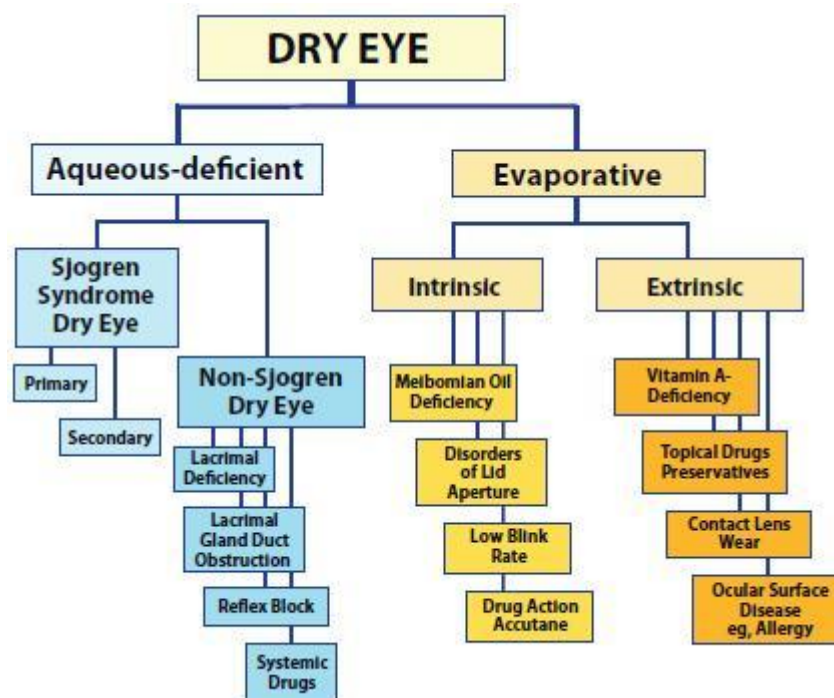 DRY EYE
Aqueous-deficient
Evaporative
Sjogren
Syndrome
Dry Eye
Primary
Secondary
Non-Sjogren
Dry Eye
Lacrimal
Deficiency
Lacrimal
Gland Duct
Obstruction
Reflex Block
Systemic
Drugs
Intrinsic
Meibomian Oil
Deficiency
Disorders
of Lid
Aperture
Low Blink
Rate
Drug Action
Accutane
Extrinsic
Vitamin A-
Deficiency
Topical Drugs
Preservatives
Contact Lens
Wear
Ocular Surface
Disease
eg, Allergy